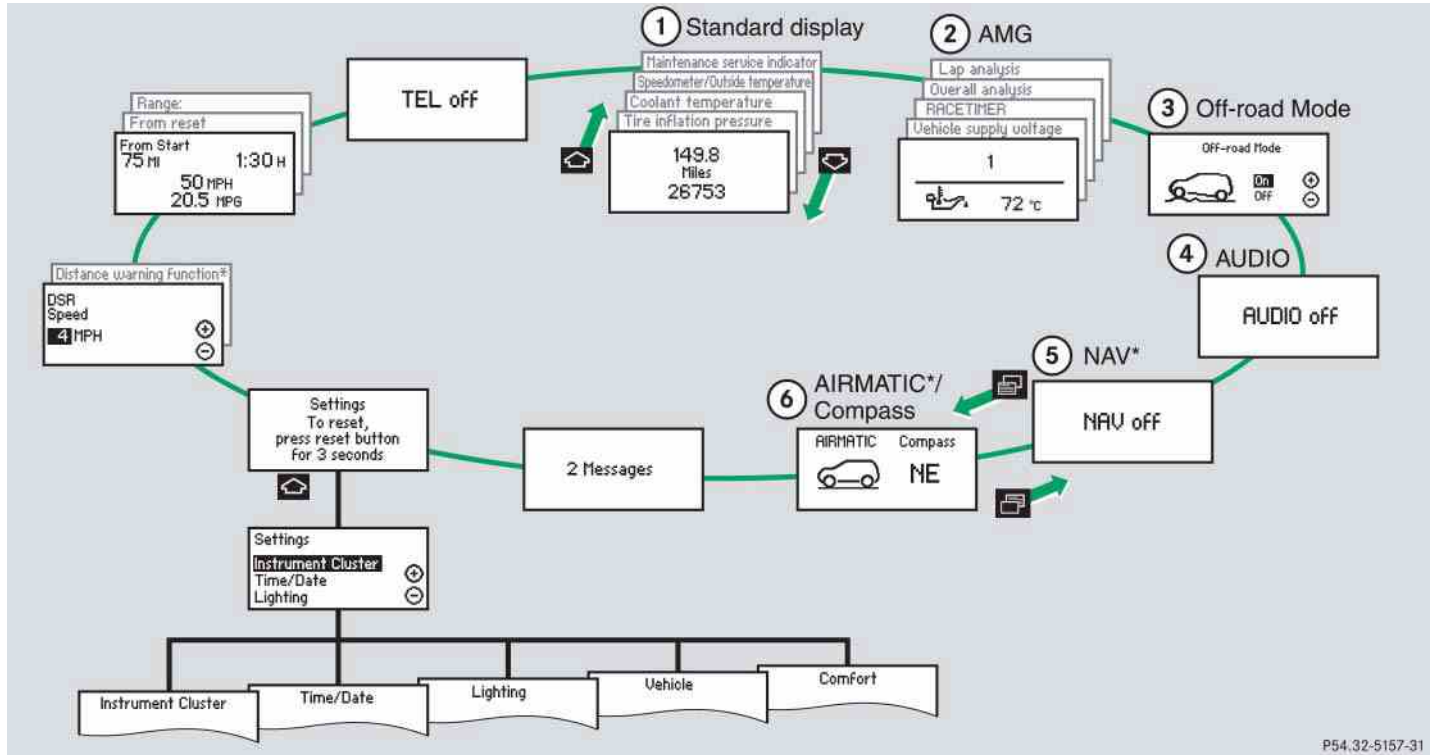 1 Standard display
Maintenance service indicator
Speedometer/Outside temperature
Coolant temperature
Tire inflation pressure
149.8
Miles
26753
2 AMG
Lap analysis
Overall analysis
RACETIMER
Vehicle supply voltage
1
72 °C
3 Off-road Mode
Off-road Mode
On
Off
4 AUDIO
AUDIO off
5 NAV*
NAV off
6 AIRMATIC*/
Compass
AIRMATIC Compass
NE
2 Messages
Settings
To reset,
press reset button
for 3 seconds
Settings
Instrument Cluster
Time/Date
Lighting
Instrument Cluster
Time/Date
Lighting
Vehicle
Comfort
Distance warning function*
DSR
Speed
4 MPH
Range:
From reset
From Start
75 MI 1:30 H
50 MPH
20.5 MPG
TEL off
P54.32-5157-31